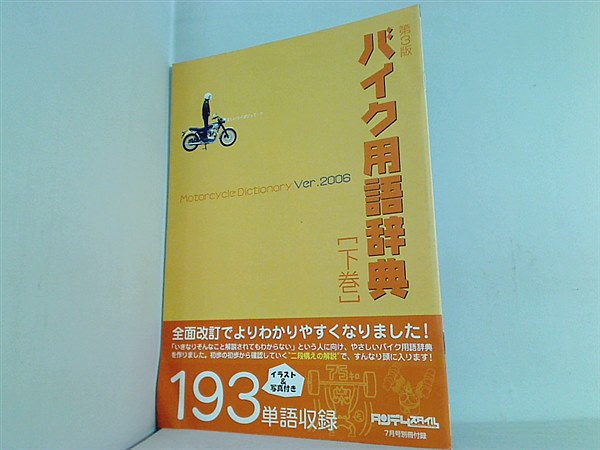 第3版
バイク用語辞典
[下巻]
Motorcycle Dictionary Ver.2006
全面改訂でよりわかりやすくなりました！
「いきなりそんなこと解説されてもわからない」という人に向け、やさしいバイク用語辞典
を作りました。初歩の初歩から確認していく"二段構えの解説"で、すんなり頭に入ります！
イラスト
&
写真付き
193単語収録
75キロ
タンデムスタイル
7月号別冊付録